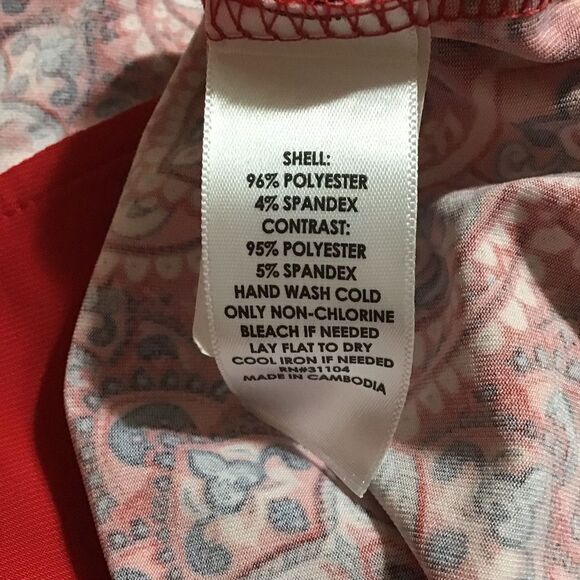 SHELL:
96% POLYESTER
4% SPANDEX
CONTRAST:
95% POLYESTER
5% SPANDEX
HAND WASH COLD
ONLY NON-CHLORINE
BLEACH IF NEEDED
LAY FLAT TO DRY
COOL IRON IF NEEDED
RN#31104
MADE IN CAMBODIA